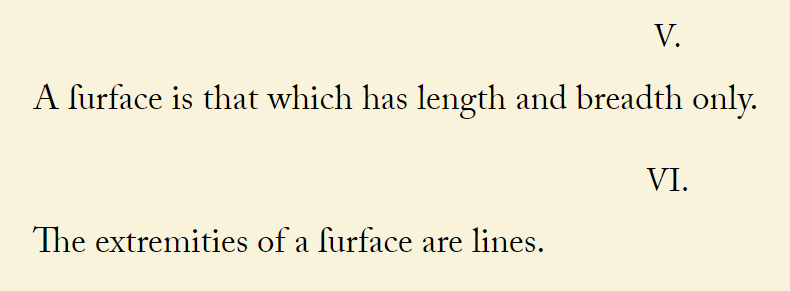 V.
A ſurface is that which has length and breadth only.
VI.
The extremities of a ſurface are lines.